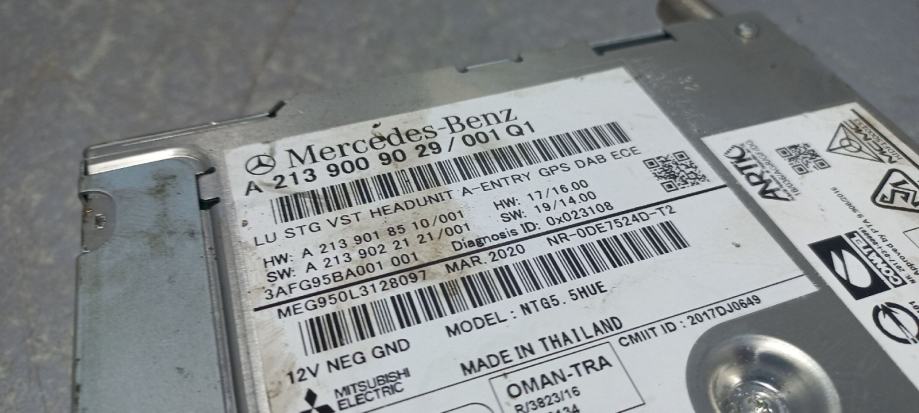 Mercedes-Benz
A 213 900 90 29/001 Q1
LU STG VST HEADUNIT A-ENTRY GPS DAB ECE
HW: A 213 901 85 10/001 HW: 17/16.00
SW: A 213 902 21 21/001 SW: 19/14.00
3AFG95BA001 001 Diagnosis ID: 0x023108
MEG950L3128097 MAR.2020 NR-0DE7524D-T2
MODEL: NTG5.5HUE
12V NEG GND
MADE IN THAILAND CMIIT ID: 2017DJ0649
MITSUBISHI
ELECTRIC
OMAN-TRA
R/3823/16